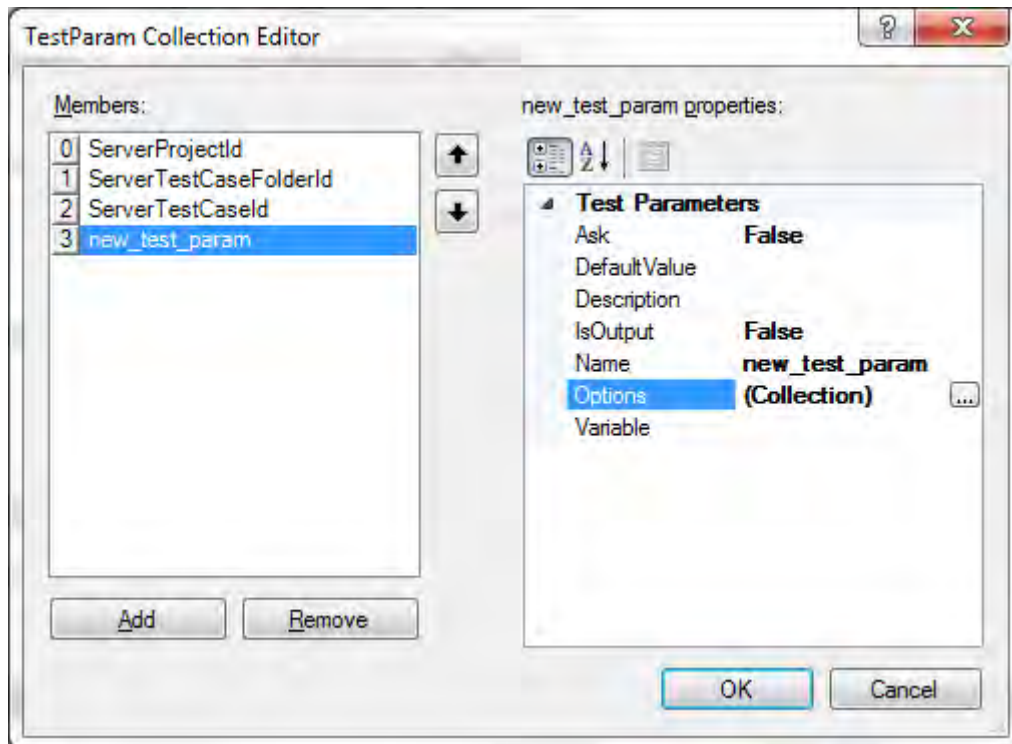 TestParam Collection Editor
Members:
0 ServerProjectId
1 ServerTestCaseFolderId
2 ServerTestCaseId
3 new_test_param
Add Remove
new_test_param properties:
Test Parameters
Ask False
DefaultValue
Description
IsOutput False
Name new_test_param
Options (Collection) ...
Variable
OK Cancel